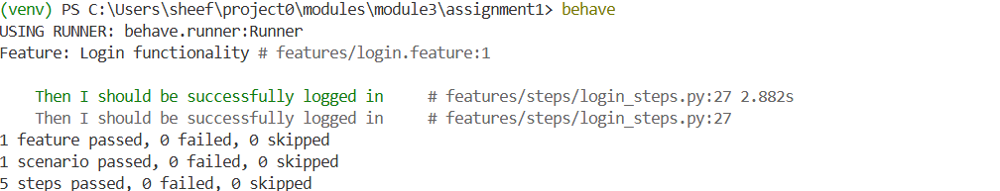 (venv) PS C:\Users\sheef\project0\modules\module3\assignment1> behave
USING RUNNER: behave.runner:Runner
Feature: Login functionality # features/login.feature:1
Then I should be successfully logged in # features/steps/login_steps.py:27 2.882s
Then I should be successfully logged in # features/steps/login_steps.py:27
1 feature passed, 0 failed, 0 skipped
1 scenario passed, 0 failed, 0 skipped
5 steps passed, 0 failed, 0 skipped